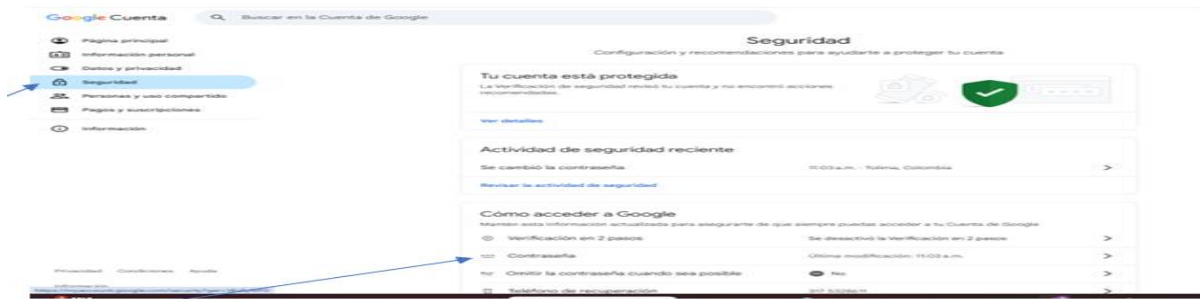 Google Cuenta
Buscar en la Cuenta de Google
Página principal
Información personal
Datos y privacidad
Seguridad
Personas y uso compartido
Pagos y suscripciones
Información
Privacidad Condiciones Ayuda
Información
Seguridad
Configuración y recomendaciones para ayudarte a proteger tu cuenta
Tu cuenta está protegida
La Verificación de seguridad revisó tu cuenta y no encontró acciones
recomendadas.
Ver detalles
Actividad de seguridad reciente
Se cambió la contraseña 11:03 a.m. - Tolima, Colombia
Revisar la actividad de seguridad
Cómo acceder a Google
Mantén esta información actualizada para asegurarte de que siempre puedas acceder a tu Cuenta de Google
Verificación en 2 pasos Se desactivó la Verificación en 2 pasos
Contraseña Última modificación: 11:03 a.m.
Omitir la contraseña cuando sea posible No
Teléfono de recuperación